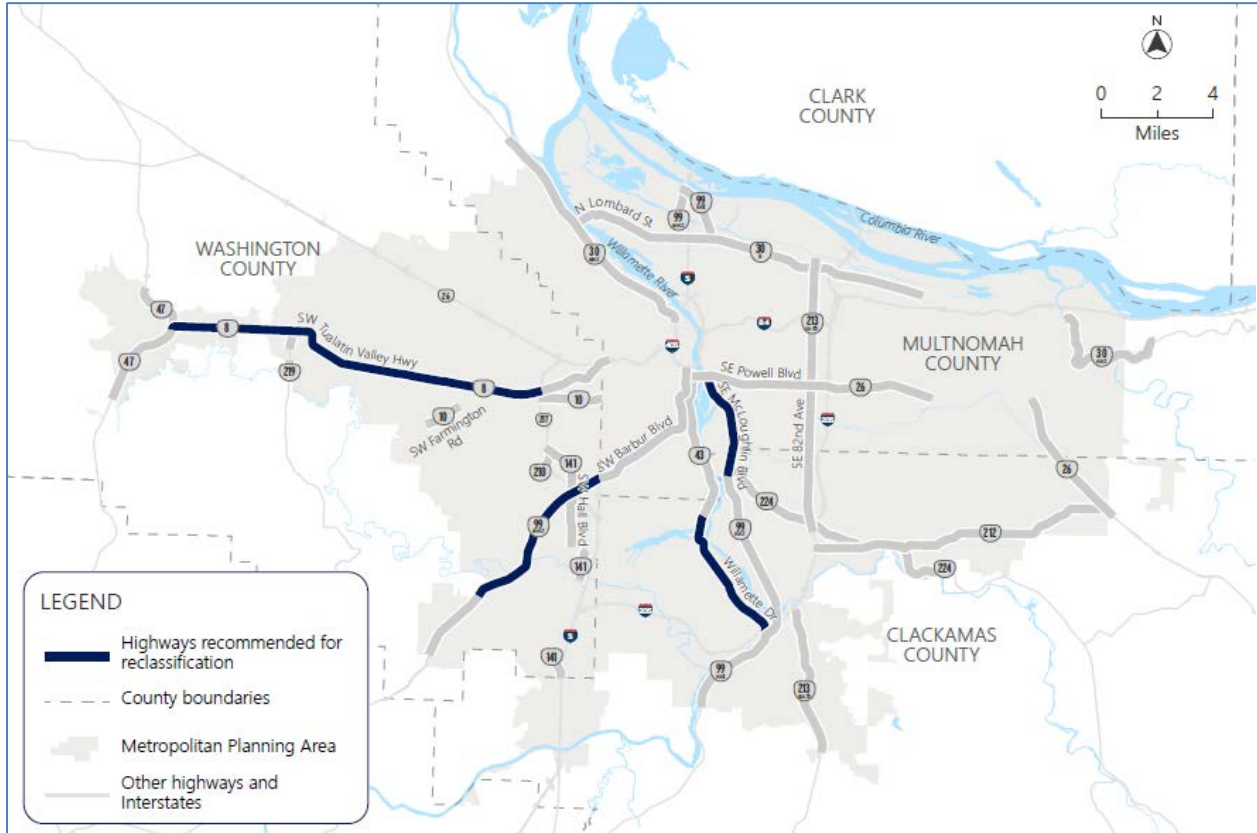 N
0 2 4
Miles
CLARK
COUNTY
99
99
N Lombard St
Columbia River
30
30
WASHINGTON
COUNTY
Willamette River
5
26
47
84
213
SW Tualatin Valley Hwy
8
MULTNOMAH
COUNTY
30
47
219
8
SE Powell Blvd
26
10
10
217
SW Farmington
Rd
SW Barbur Blvd
SE McLoughlin Blvd
SE 82nd Ave
205
43
141
210
26
SW Hall Blvd
224
99
99
212
141
Willamette Dr
224
205
5
CLACKAMAS
COUNTY
141
99
213
LEGEND
Highways recommended for
reclassification
County boundaries
Metropolitan Planning Area
Other highways and
Interstates